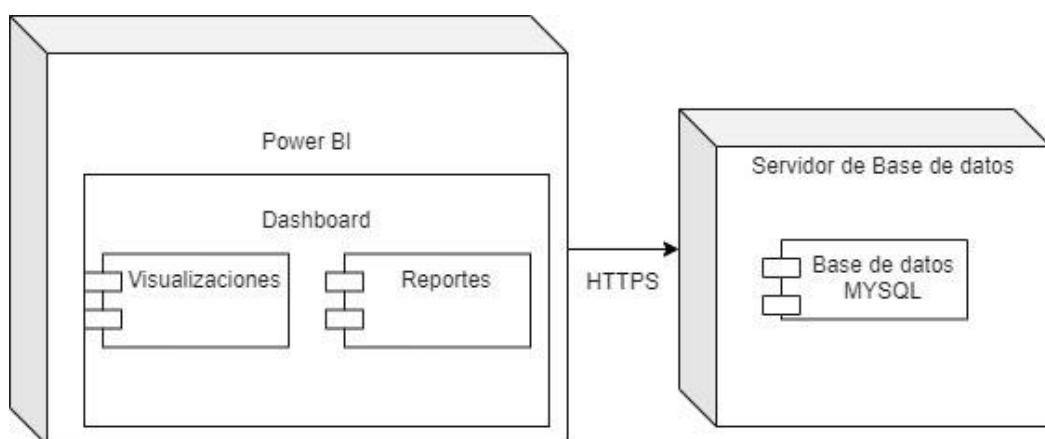 Power BI
Dashboard
Visualizaciones
Reportes
HTTPS
Servidor de Base de datos
Base de datos
MYSQL